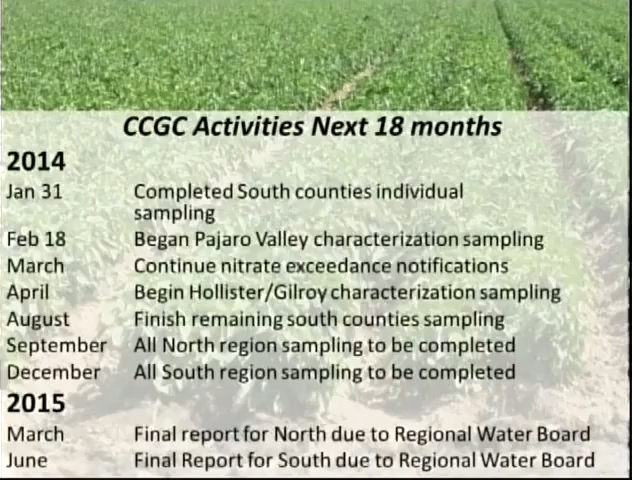 CCGC Activities Next 18 months
2014
Jan 31 Completed South counties individual
sampling
Feb 18 Began Pajaro Valley characterization sampling
March Continue nitrate exceedance notifications
April Begin Hollister/Gilroy characterization sampling
August Finish remaining south counties sampling
September All North region sampling to be completed
December All South region sampling to be completed
2015
March Final report for North due to Regional Water Board
June Final Report for South due to Regional Water Board